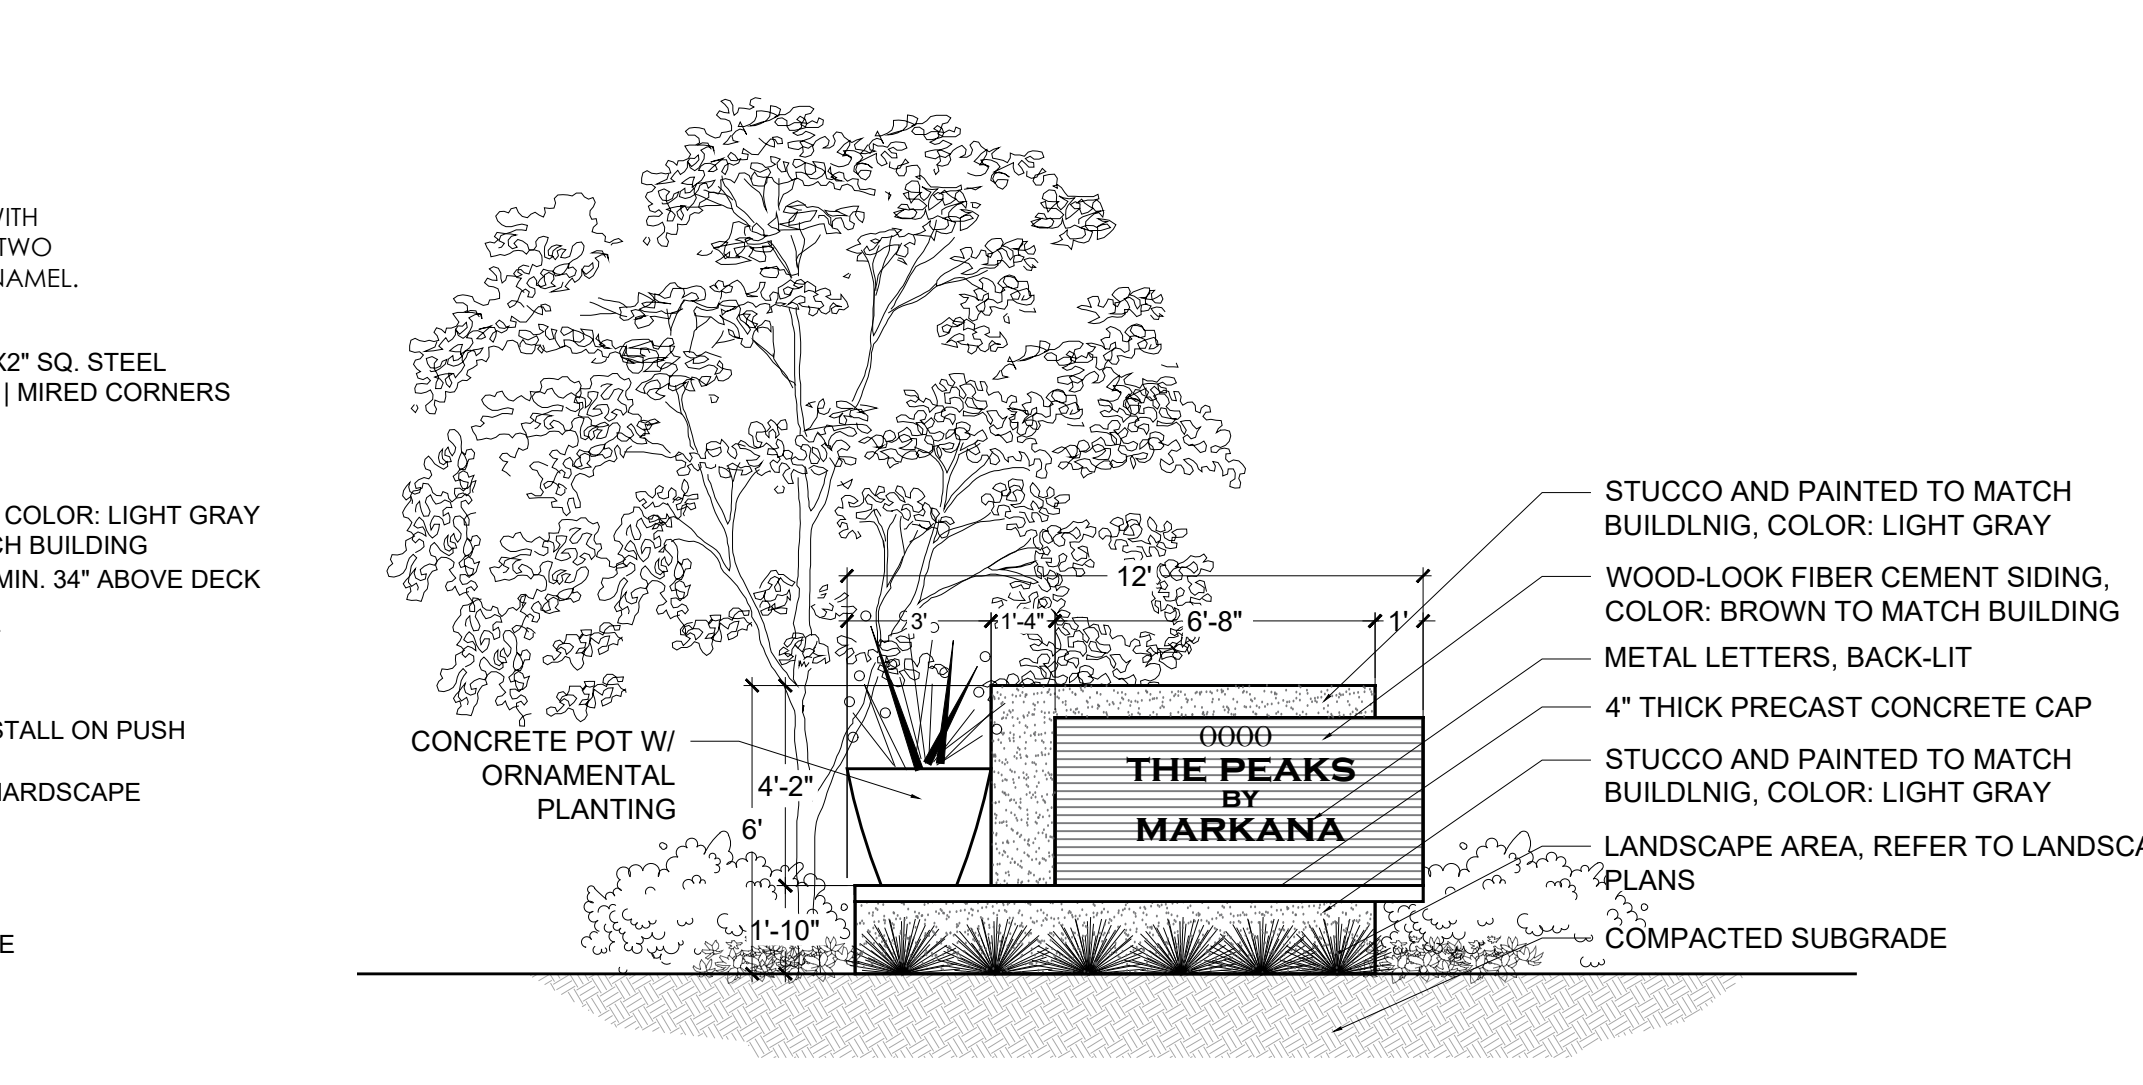 WITH
TWO
NAMEL.
X2" SQ. STEEL
| MIRED CORNERS
COLOR: LIGHT GRAY
CH BUILDING
MIN. 34" ABOVE DECK
STALL ON PUSH
HARDSCAPE
E
12'
3'
1'-4"
6'-8"
1'
CONCRETE POT W/
ORNAMENTAL
PLANTING
4'-2"
6'
1'-10"
0000
THE PEAKS
BY
MARKANA
STUCCO AND PAINTED TO MATCH
BUILDLNIG, COLOR: LIGHT GRAY
WOOD-LOOK FIBER CEMENT SIDING,
COLOR: BROWN TO MATCH BUILDING
METAL LETTERS, BACK-LIT
4" THICK PRECAST CONCRETE CAP
STUCCO AND PAINTED TO MATCH
BUILDLNIG, COLOR: LIGHT GRAY
LANDSCAPE AREA, REFER TO LANDSCA
PLANS
COMPACTED SUBGRADE